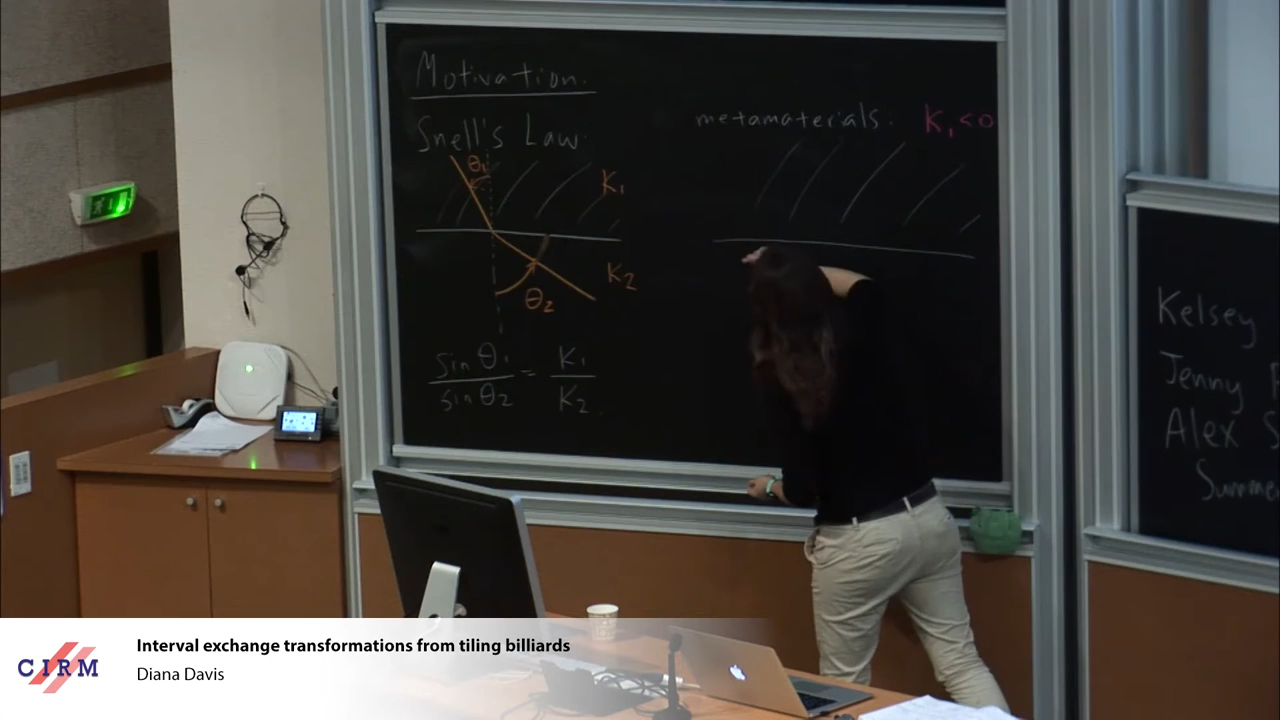 Motivation.
Snell's Law.
θ1
K1
K2
θ2
sin θ1 / sin θ2 = K1 / K2.
metamaterials: K1<0
Kelsey
Jenny
Alex S
Summe
CIRM
Interval exchange transformations from tiling billiards
Diana Davis